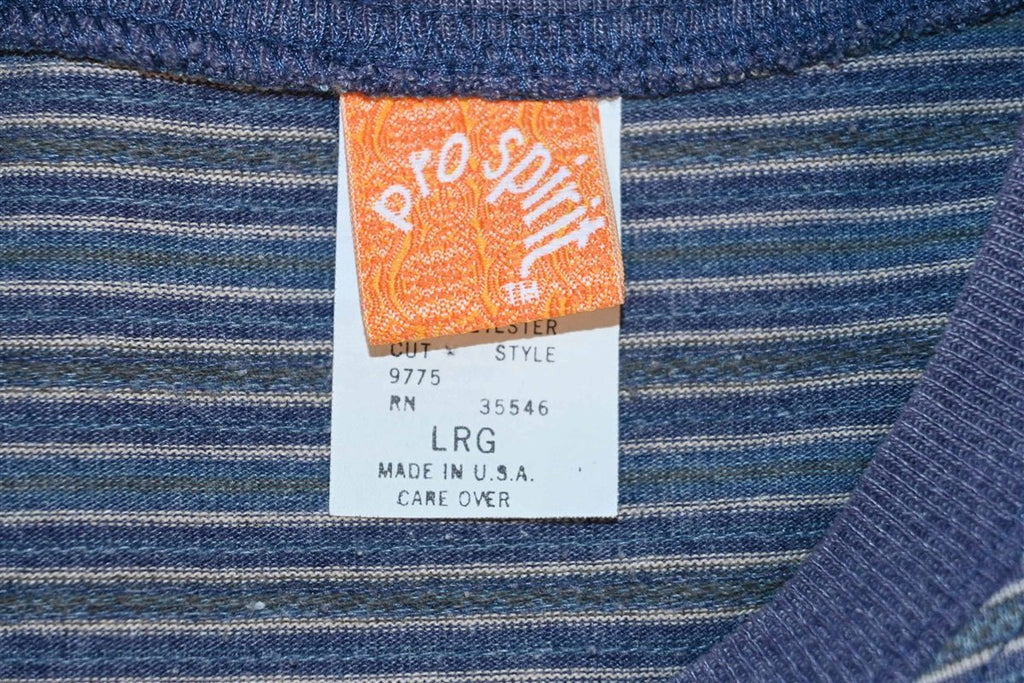 pro spirit
TM
CUT STYLE
9775
RN 35546
LRG
MADE IN U.S.A.
CARE OVER